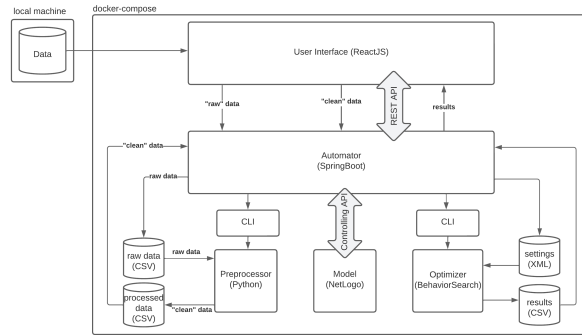 local machine
docker-compose
Data
User Interface (ReactJS)
"raw" data
"clean" data
REST API
results
"clean" data
Automator
(SpringBoot)
raw data
CLI
Controlling API
CLI
raw data
(CSV)
raw data
Preprocessor
(Python)
Model
(NetLogo)
Optimizer
(BehaviorSearch)
settings
(XML)
processed
data
(CSV)
"clean" data
results
(CSV)